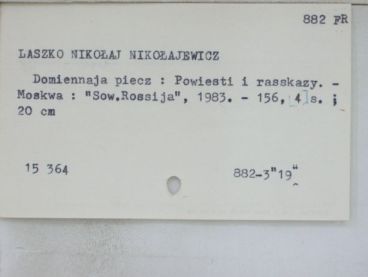 882 FR
LASZKO NIKOŁAJ NIKOŁAJEWICZ
Domiennaja piecz : Powiesti i rasskazy. -
Moskwa : "Sow.Rossija", 1983. - 156, [4] s. ;
20 cm
15 364
882-3"19"